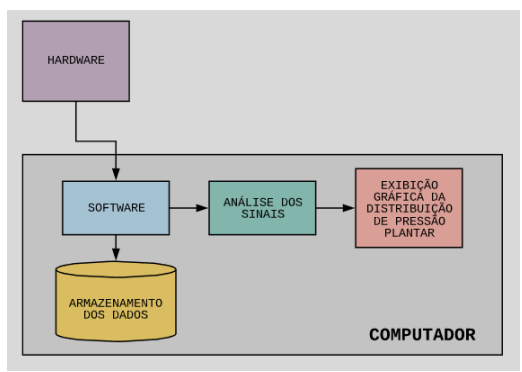 HARDWARE
SOFTWARE
ANÁLISE DOS
SINAIS
EXIBIÇÃO
GRÁFICA DA
DISTRIBUIÇÃO
DE PRESSÃO
PLANTAR
ARMAZENAMENTO
DOS DADOS
COMPUTADOR